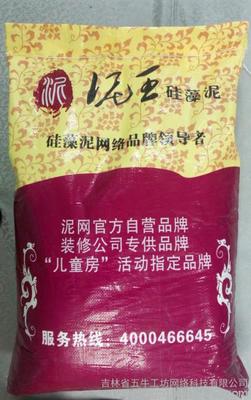 泥
泥王硅藻泥
硅藻泥网络品牌领导者
泥网官方自营品牌
装修公司专供品牌
“儿童房”活动指定品牌
服务热线：4000466645
吉林省五牛工坊网络科技有限公司